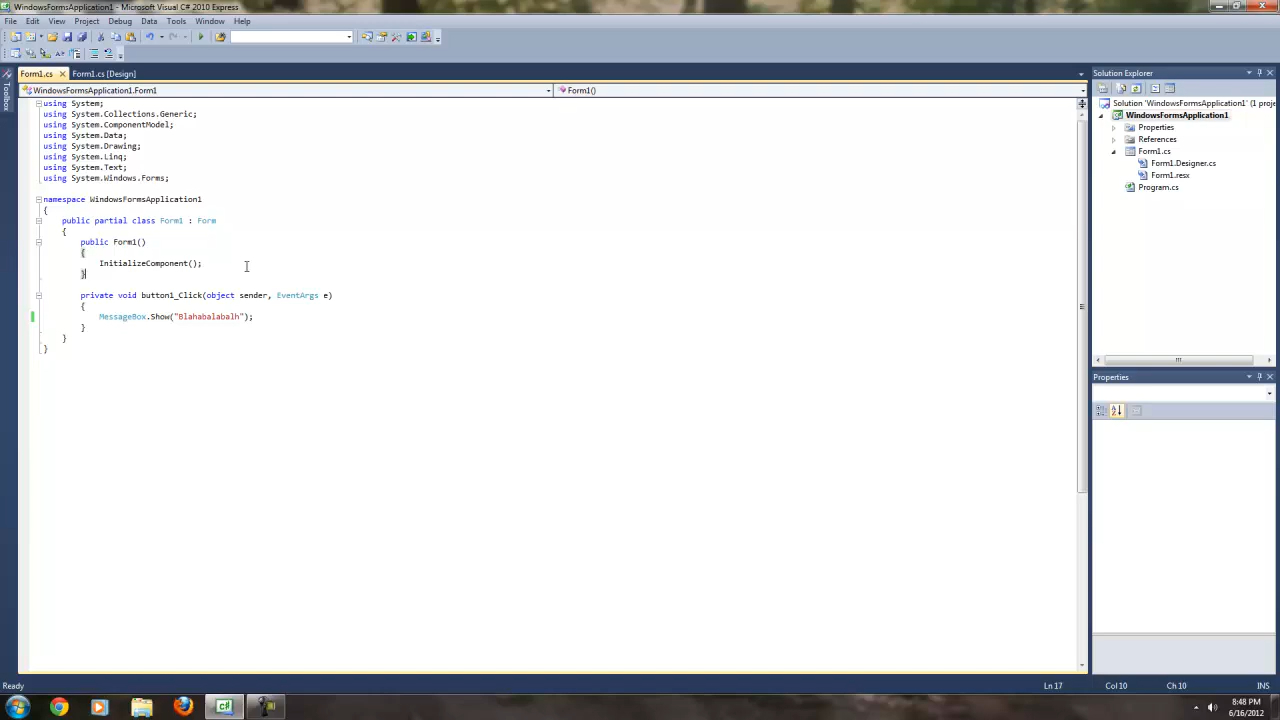 WindowsFormsApplication1 - Microsoft Visual C# 2010 Express
File Edit View Project Debug Data Tools Window Help
Form1.cs
Form1.cs [Design]
Toolbox
WindowsFormsApplication1.Form1
Form1()
using System;
using System.Collections.Generic;
using System.ComponentModel;
using System.Data;
using System.Drawing;
using System.Linq;
using System.Text;
using System.Windows.Forms;
namespace WindowsFormsApplication1
{
public partial class Form1 : Form
{
public Form1()
{
InitializeComponent();
}
private void button1_Click(object sender, EventArgs e)
{
MessageBox.Show("Blahabalabalh");
}
}
}
Solution Explorer
Solution 'WindowsFormsApplication1' (1 proje
WindowsFormsApplication1
Properties
References
Form1.cs
Form1.Designer.cs
Form1.resx
Program.cs
Properties
Ready
Ln 17
Col 10
Ch 10
INS
8:48 PM
6/16/2012